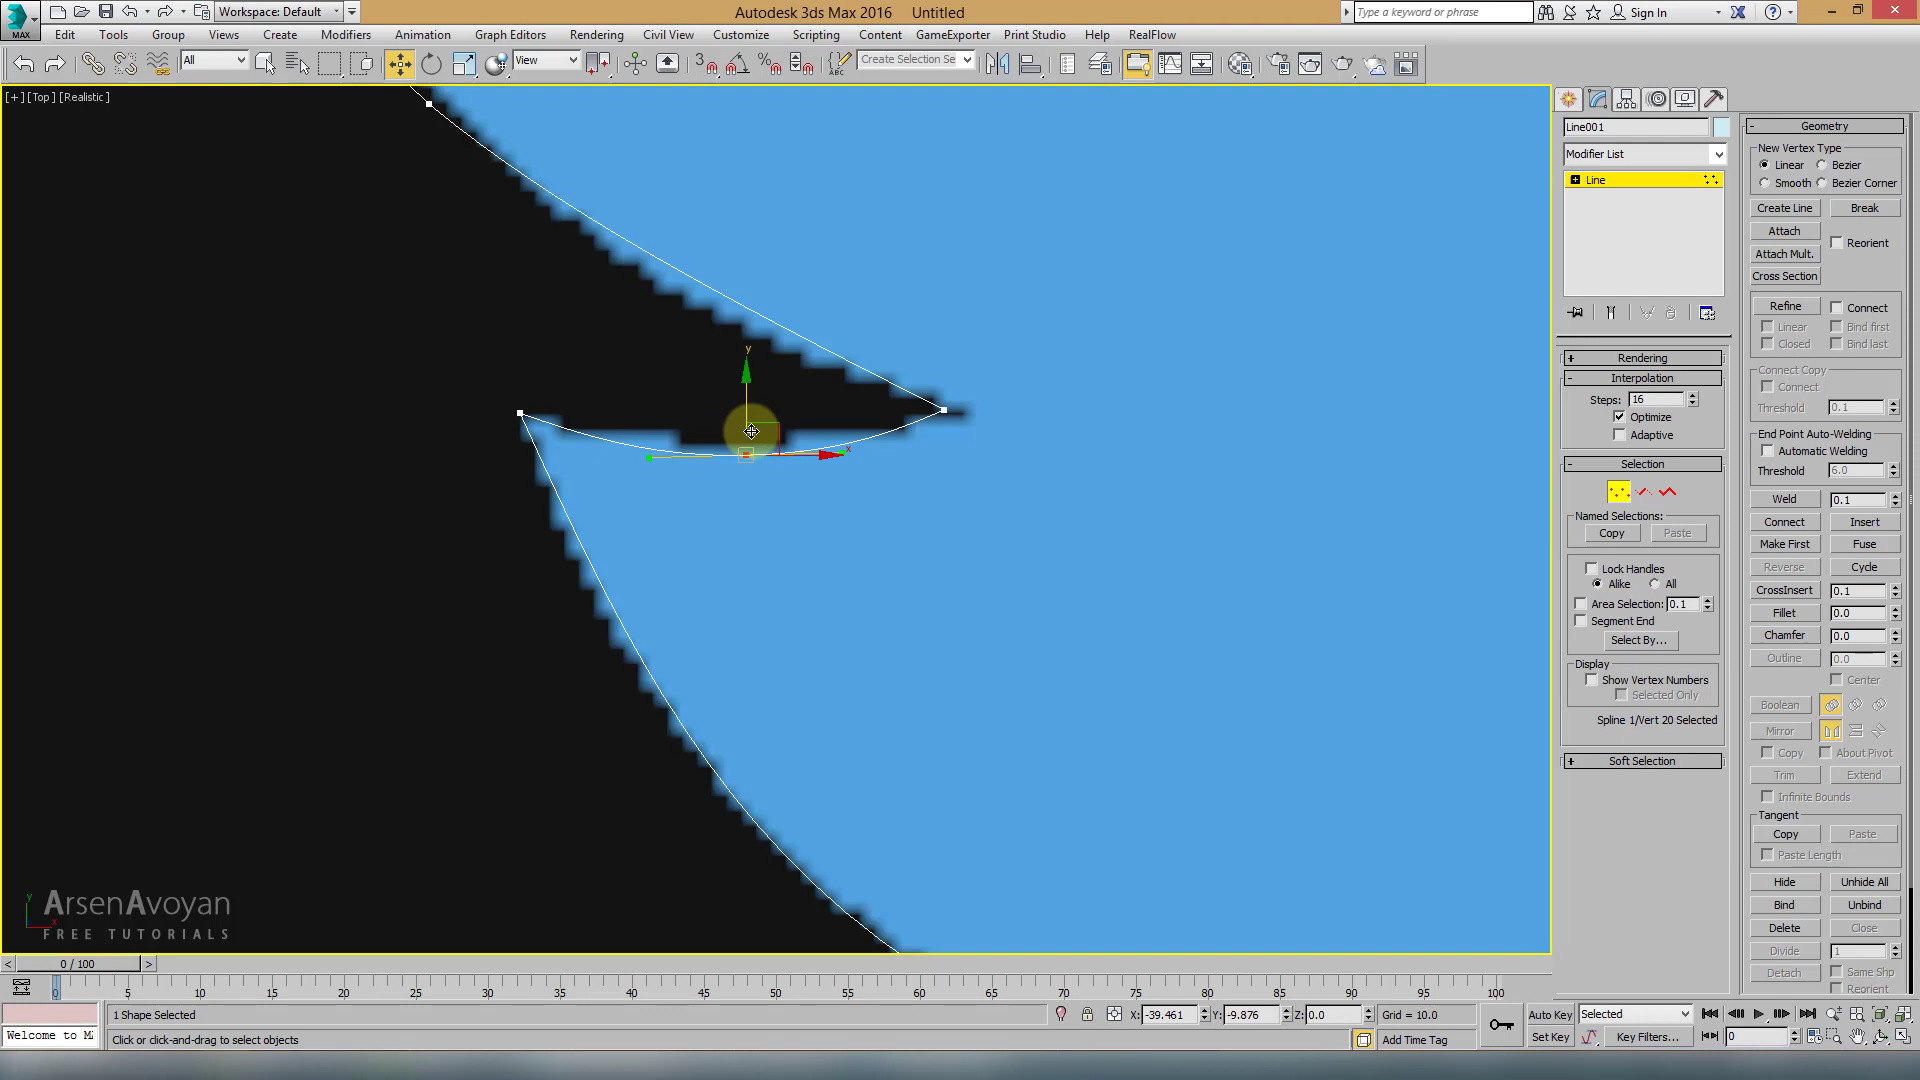 Workspace: Default
Autodesk 3ds Max 2016 Untitled
Type a keyword or phrase
Sign In
MAX
Edit Tools Group Views Create Modifiers Animation Graph Editors Rendering Civil View Customize Scripting Content GameExporter Print Studio Help RealFlow
All
View
3
ABC
Create Selection Se
[+] [Top] [Realistic]
y
x
Line001
Modifier List
Line
Rendering
Interpolation
Steps: 16
Optimize
Adaptive
Selection
Named Selections:
Copy Paste
Lock Handles
Alike All
Area Selection: 0.1
Segment End
Select By...
Display
Show Vertex Numbers
Selected Only
Spline 1/Vert 20 Selected
Soft Selection
Geometry
New Vertex Type
Linear Bezier
Smooth Bezier Corner
Create Line Break
Attach
Reorient
Attach Mult.
Cross Section
Refine Connect
Linear Bind first
Closed Bind last
Connect Copy
Connect
Threshold 0.1
End Point Auto-Welding
Automatic Welding
Threshold 6.0
Weld 0.1
Connect Insert
Make First Fuse
Reverse Cycle
CrossInsert 0.1
Fillet 0.0
Chamfer 0.0
Outline 0.0
Center
Boolean
Mirror
Copy About Pivot
Trim Extend
Infinite Bounds
Tangent
Copy Paste
Paste Length
Hide Unhide All
Bind Unbind
Delete Close
Divide 1
Detach Same Shp
Reorient
ArsenAvoyan
FREE TUTORIALS
< 0 / 100 >
0 5 10 15 20 25 30 35 40 45 50 55 60 65 70 75 80 85 90 95 100
1 Shape Selected
X: -39.461 Y: -9.876 Z: 0.0 Grid = 10.0
Auto Key Selected
Welcome to M
Click or click-and-drag to select objects
Add Time Tag
Set Key Key Filters... 0